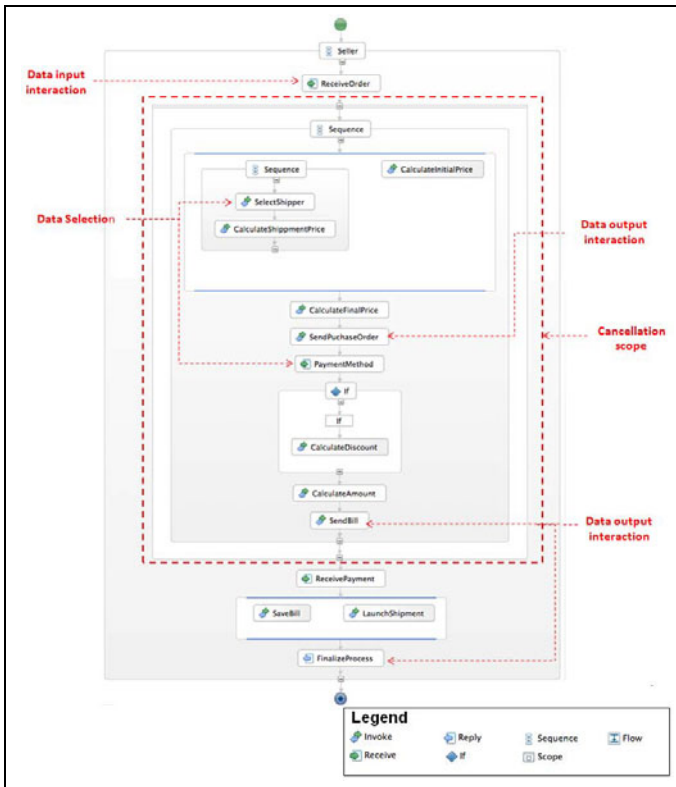 Seller
Data input
interaction
ReceiveOrder
Sequence
Sequence
CalculateInitialPrice
SelectShipper
Data Selection
CalculateShippmentPrice
Data output
interaction
CalculateFinalPrice
SendPuchaseOrder
Cancellation
scope
PaymentMethod
If
If
CalculateDiscount
CalculateAmount
SendBill
Data output
interaction
ReceivePayment
SaveBill
LaunchShipment
FinalizeProcess
Legend
Invoke
Reply
Sequence
Flow
Receive
If
Scope